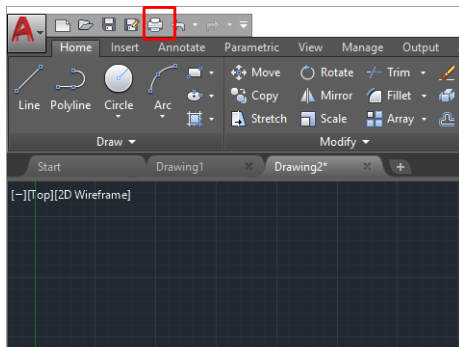 A
Home Insert Annotate Parametric View Manage Output
Line Polyline Circle Arc
Move Rotate Trim
Copy Mirror Fillet
Stretch Scale Array
Draw Modify
Start Drawing1 Drawing2*
[−][Top][2D Wireframe]